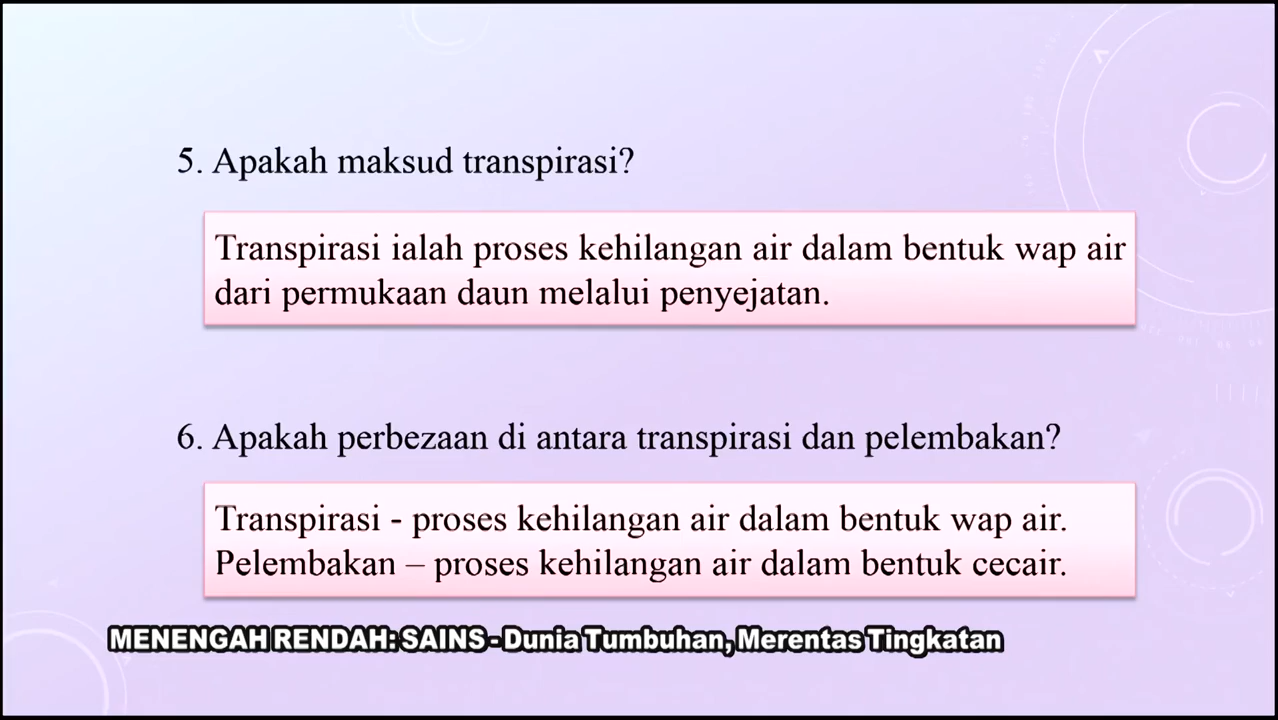 5. Apakah maksud transpirasi?
Transpirasi ialah proses kehilangan air dalam bentuk wap air
dari permukaan daun melalui penyejatan.
6. Apakah perbezaan di antara transpirasi dan pelembakan?
Transpirasi - proses kehilangan air dalam bentuk wap air.
Pelembakan – proses kehilangan air dalam bentuk cecair.
MENENGAH RENDAH: SAINS - Dunia Tumbuhan, Merentas Tingkatan